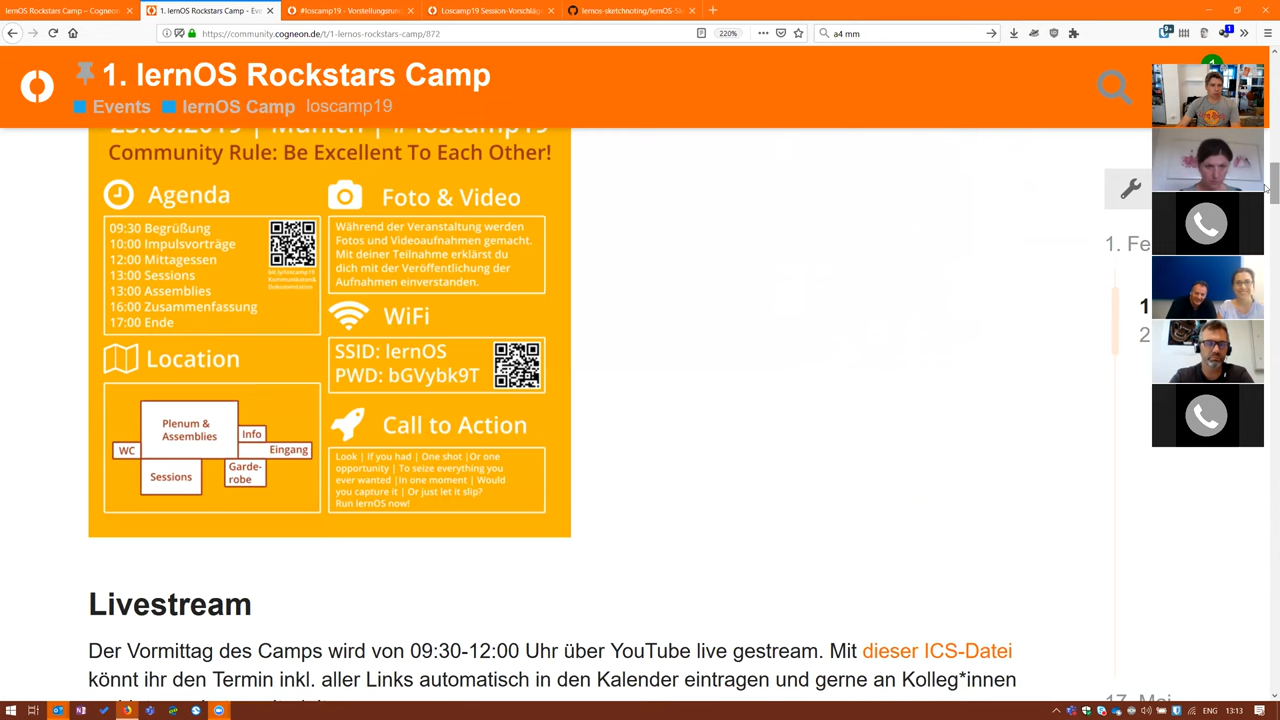 lernOS Rockstars Camp – Cogneon
1. lernOS Rockstars Camp - Eve
#loscamp19 - Vorstellungsrun
Loscamp19 Session-Vorschläg
lernos-sketchnoting/lernOS-Sk
https://community.cogneon.de/t/1-lernos-rockstars-camp/872
220%
a4 mm
1. lernOS Rockstars Camp
Events lernOS Camp loscamp19
Community Rule: Be Excellent To Each Other!
Agenda
09:30 Begrüßung
10:00 Impulsvorträge
12:00 Mittagessen
13:00 Sessions
13:00 Assemblies
16:00 Zusammenfassung
17:00 Ende
Foto & Video
Während der Veranstaltung werden
Fotos und Videoaufnahmen gemacht.
Mit deiner Teilnahme erklärst du
dich mit der Veröffentlichung der
Aufnahmen einverstanden.
WiFi
SSID: lernOS
PWD: bGVybk9T
Location
Plenum &
Assemblies
Info
WC
Eingang
Sessions
Garde-
robe
Call to Action
Look | If you had | One shot |Or one
opportunity | To seize everything you
ever wanted |In one moment | Would
you capture it | Or just let it slip?
Run lernOS now!
1. Fe
1
2
Livestream
Der Vormittag des Camps wird von 09:30-12:00 Uhr über YouTube live gestream. Mit dieser ICS-Datei
könnt ihr den Termin inkl. aller Links automatisch in den Kalender eintragen und gerne an Kolleg*innen
17. Mai
ENG 13:13